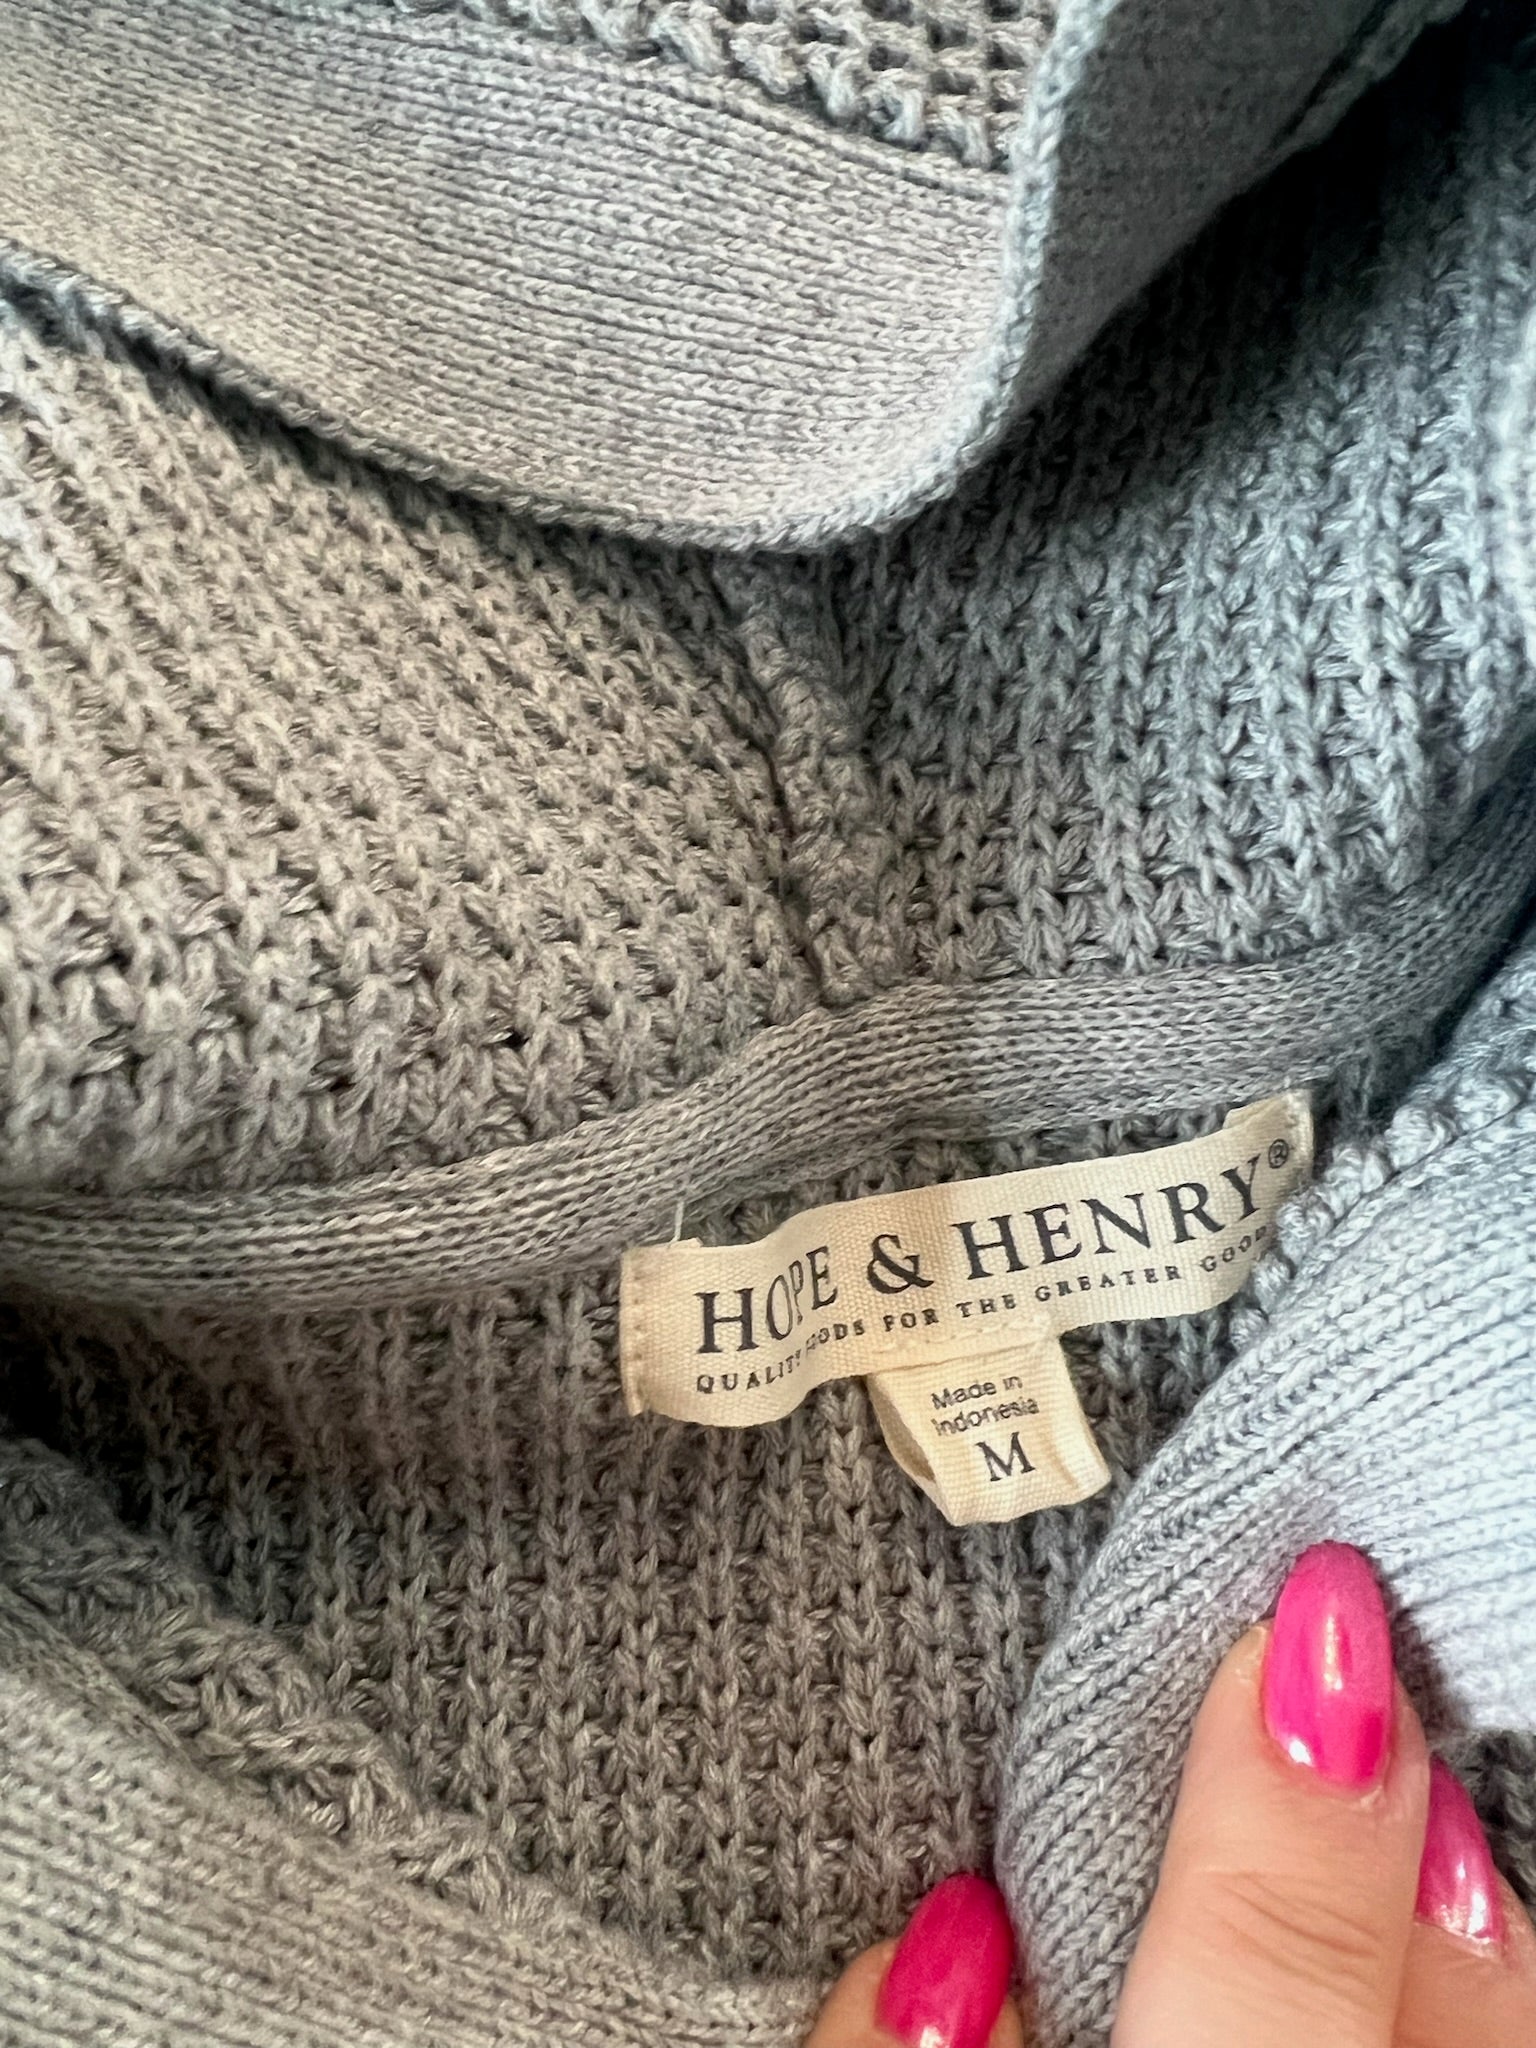 HOPE & HENRY®
QUALITY GOODS FOR THE GREATER GOOD
Made in
Indonesia
M